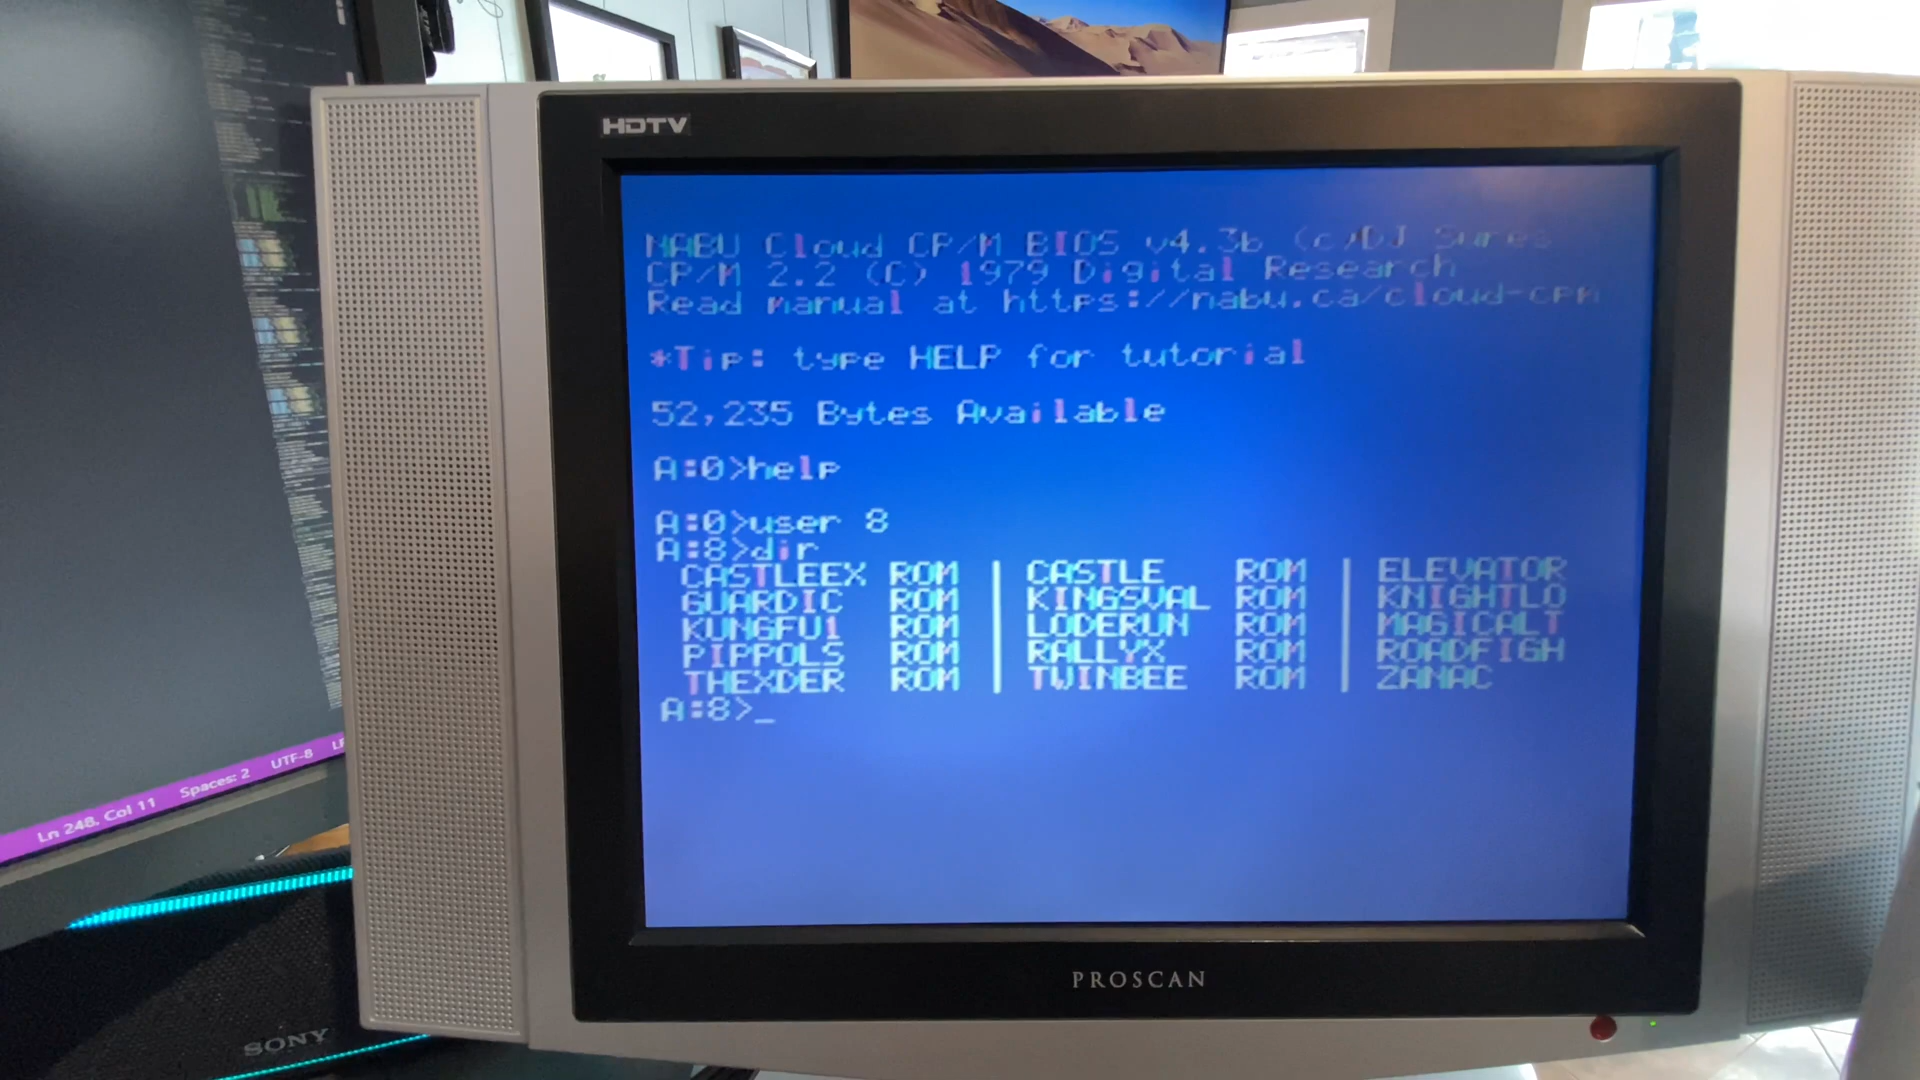 HDTV
NABU Cloud CP/M BIOS v4.3b (c)DJ Sures
CP/M 2.2 (C) 1979 Digital Research
Read manual at https://nabu.ca/cloud-cpm
*Tip: type HELP for tutorial
52,235 Bytes Available
A:0>help
A:0>user 8
A:8>dir
CASTLEEX ROM | CASTLE ROM | ELEVATOR
GUARDIC ROM | KINGSVAL ROM | KNIGHTLO
KUNGFU1 ROM | LODERUN ROM | MAGICALT
PIPPOLS ROM | RALLYX ROM | ROADFIGH
THEXDER ROM | TWINBEE ROM | ZANAC
A:8>_
PROSCAN
Ln 248, Col 11 Spaces: 2 UTF-8
SONY